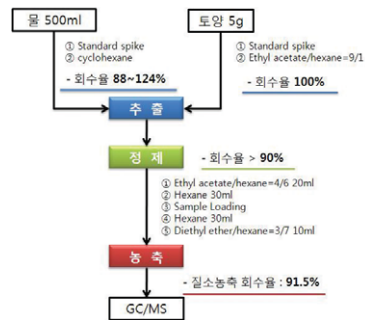 물 500ml
토양 5g
① Standard spike
② cyclohexane
① Standard spike
② Ethyl acetate/hexane=9/1
- 회수율 88~124%
- 회수율 100%
추 출
정 제
- 회수율 > 90%
① Ethyl acetate/hexane=4/6 20ml
② Hexane 30ml
③ Sample Loading
④ Hexane 30ml
⑤ Diethyl ether/hexane=3/7 10ml
농 축
- 질소농축 회수율 : 91.5%
GC/MS